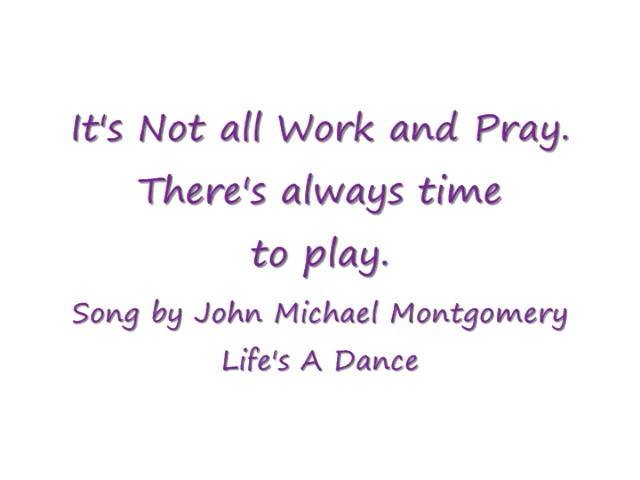 It's Not all Work and Pray.
There's always time
to play.
Song by John Michael Montgomery
Life's A Dance